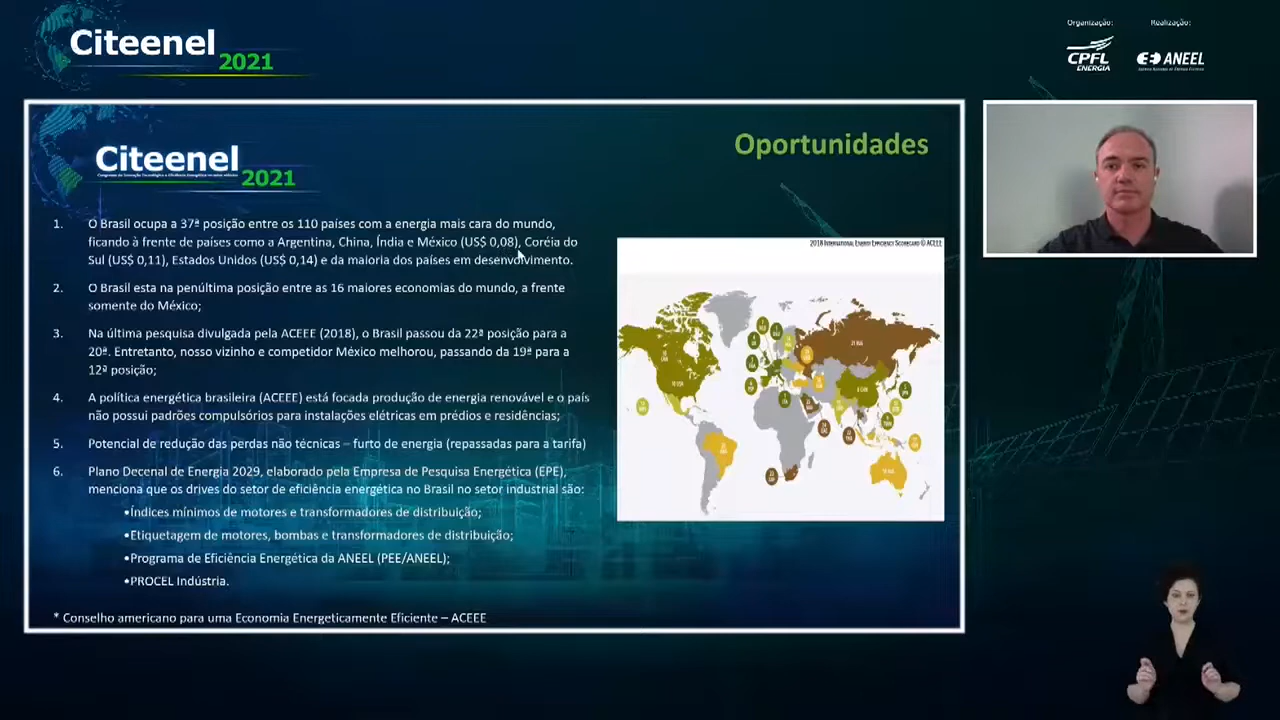 Citeenel
2021
Organização:
Realização:
CPFL
ENERGIA
ANEEL
Citeenel
2021
Oportunidades
1. O Brasil ocupa a 37ª posição entre os 110 países com a energia mais cara do mundo,
ficando à frente de países como a Argentina, China, Índia e México (US$ 0,08), Coréia do
Sul (US$ 0,11), Estados Unidos (US$ 0,14) e da maioria dos países em desenvolvimento.
2. O Brasil esta na penúltima posição entre as 16 maiores economias do mundo, a frente
somente do México;
3. Na última pesquisa divulgada pela ACEEE (2018), o Brasil passou da 22ª posição para a
20ª. Entretanto, nosso vizinho e competidor México melhorou, passando da 19ª para a
12ª posição;
4. A política energética brasileira (ACEEE) está focada produção de energia renovável e o país
não possui padrões compulsórios para instalações elétricas em prédios e residências;
5. Potencial de redução das perdas não técnicas – furto de energia (repassadas para a tarifa)
6. Plano Decenal de Energia 2029, elaborado pela Empresa de Pesquisa Energética (EPE),
menciona que os drives do setor de eficiência energética no Brasil no setor industrial são:
•Índices mínimos de motores e transformadores de distribuição;
•Etiquetagem de motores, bombas e transformadores de distribuição;
•Programa de Eficiência Energética da ANEEL (PEE/ANEEL);
•PROCEL Indústria.
* Conselho americano para uma Economia Energeticamente Eficiente – ACEEE
2018 INTERNATIONAL ENERGY EFFICIENCY SCORECARD © ACEEE